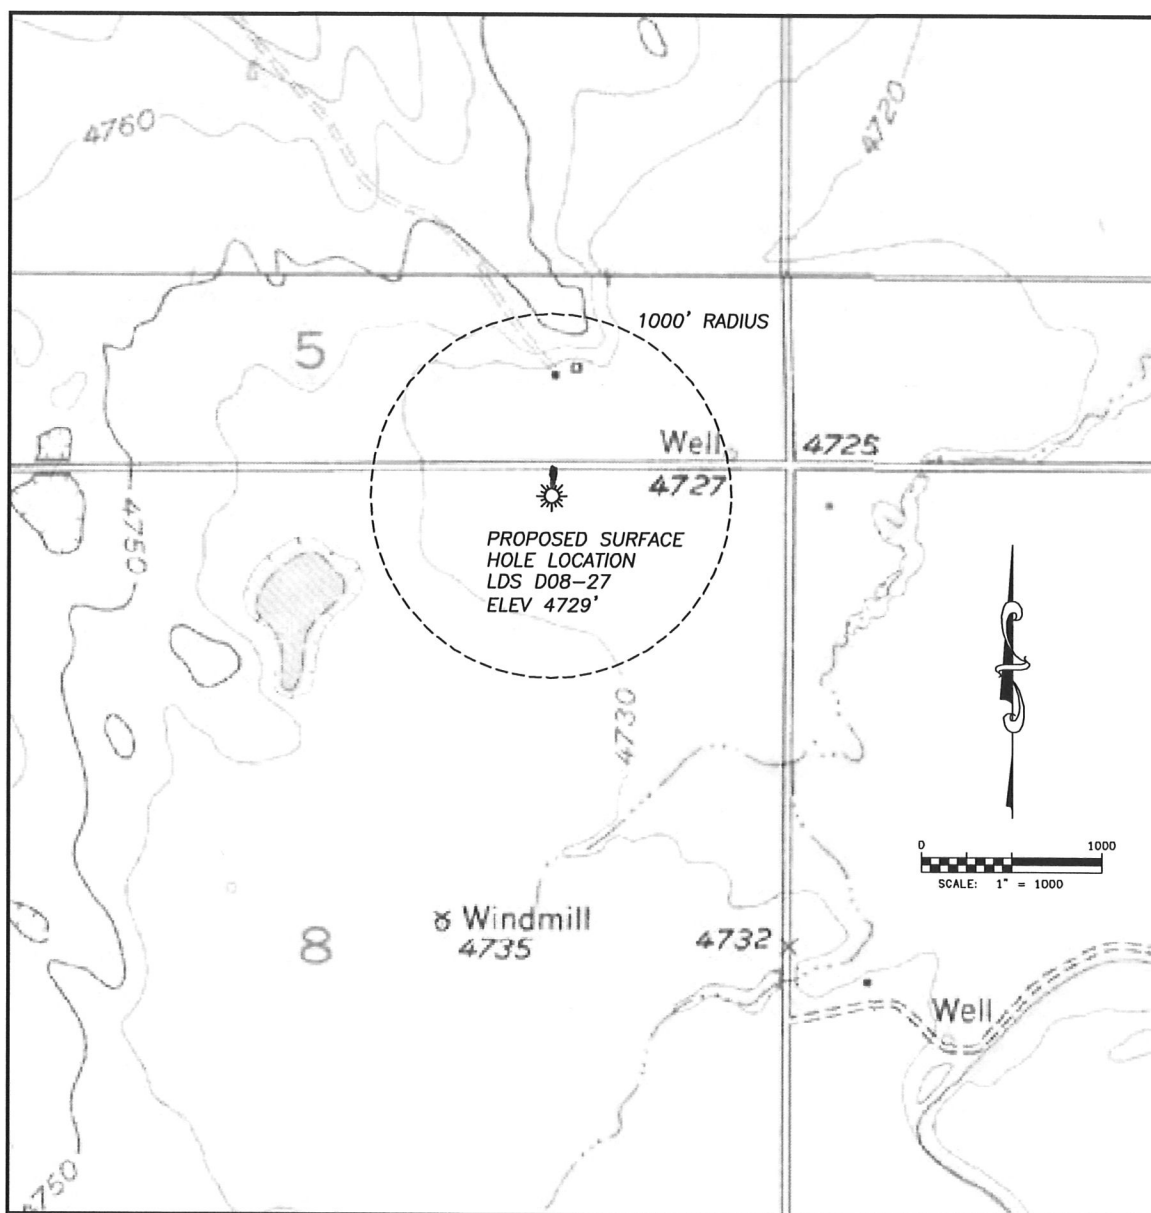 4760
4720
5
1000' RADIUS
Well
4725
4727
4750
PROPOSED SURFACE
HOLE LOCATION
LDS D08-27
ELEV 4729'
4730
0 1000
SCALE: 1" = 1000
Windmill
4735
8
4732
Well
4750